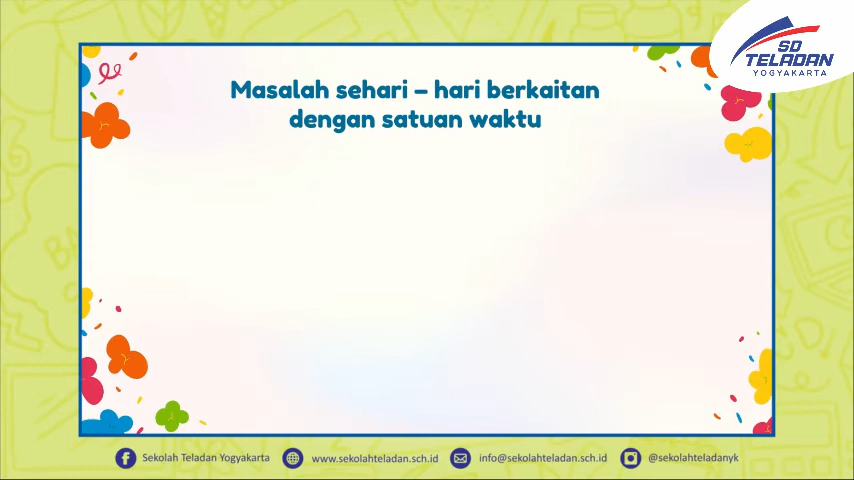 SD
TELADAN
YOGYAKARTA
Masalah sehari – hari berkaitan
dengan satuan waktu
Sekolah Teladan Yogyakarta
www.sekolahteladan.sch.id
info@sekolahteladan.sch.id
@sekolahteladanyk